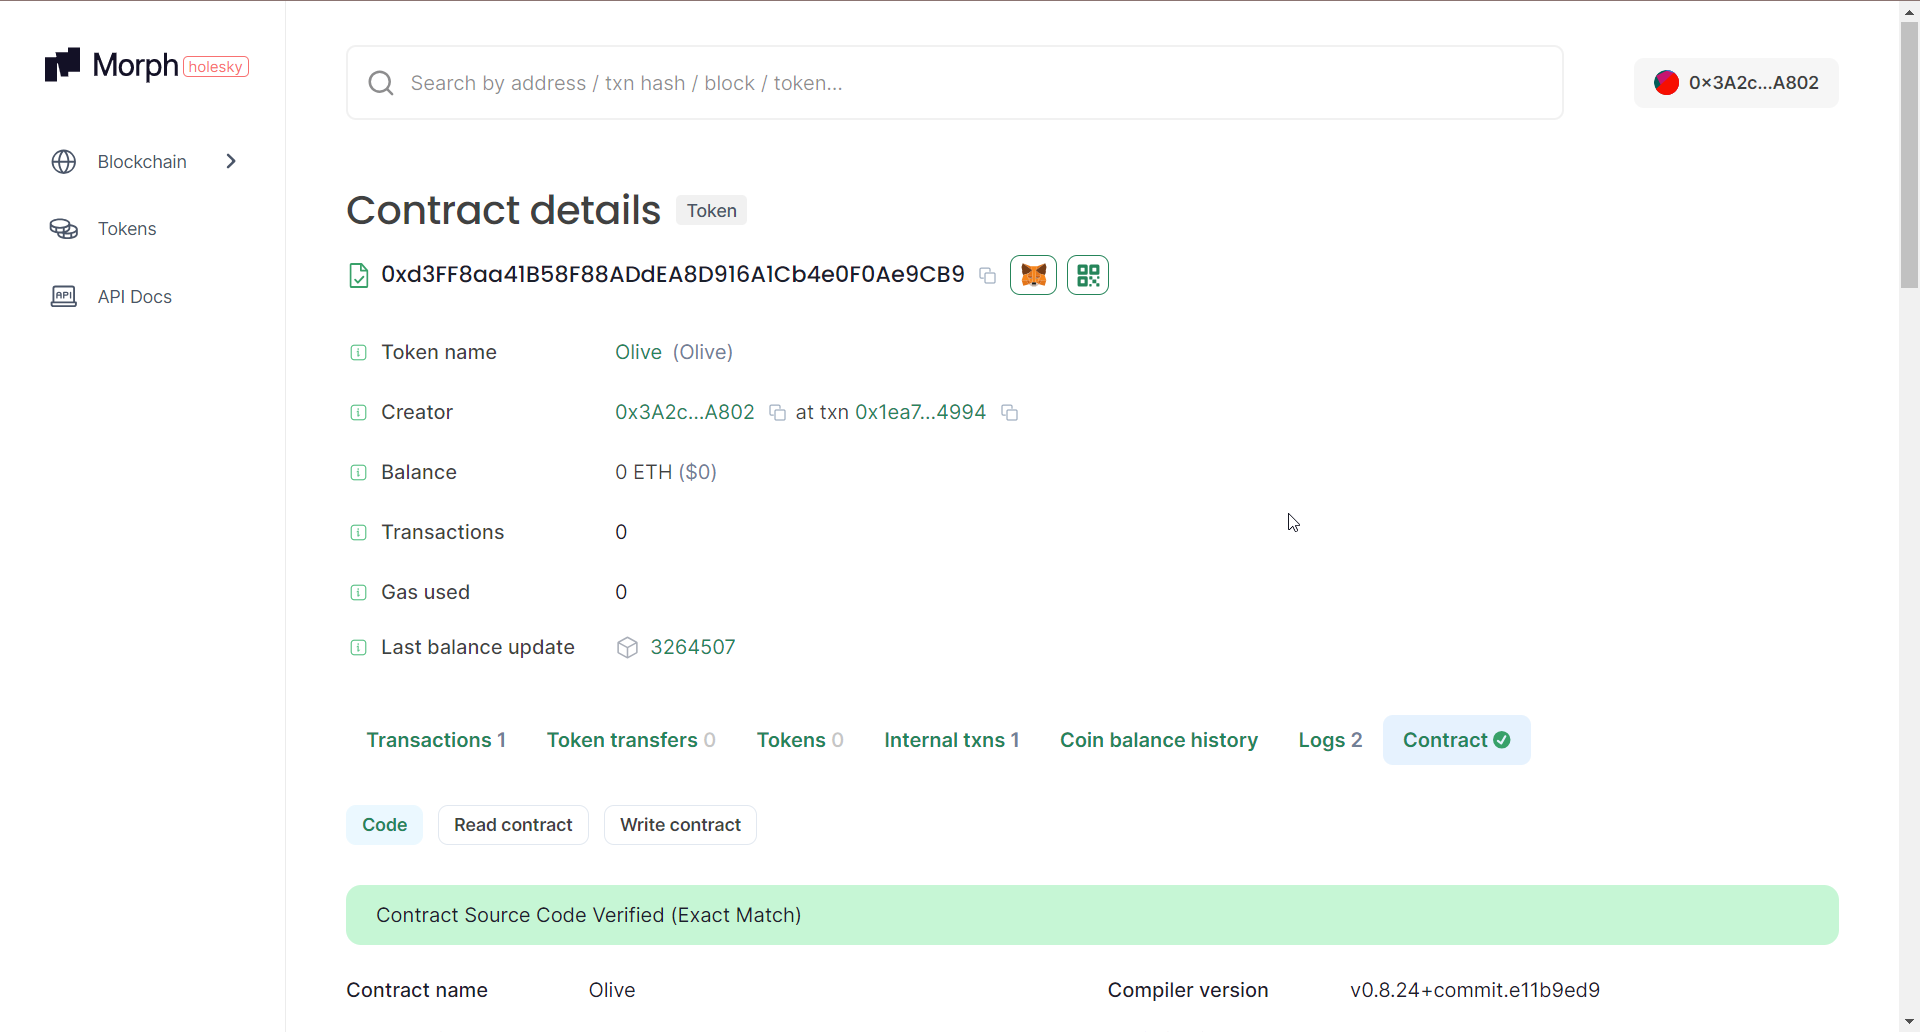 Morph holesky
Search by address / txn hash / block / token...
0x3A2c...A802
Blockchain
Tokens
API Docs
Contract details Token
0xd3FF8aa41B58F88ADdEA8D916A1Cb4e0F0Ae9CB9
Token name Olive (Olive)
Creator 0x3A2c...A802 at txn 0x1ea7...4994
Balance 0 ETH ($0)
Transactions 0
Gas used 0
Last balance update 3264507
Transactions 1 Token transfers 0 Tokens 0 Internal txns 1 Coin balance history Logs 2 Contract
Code Read contract Write contract
Contract Source Code Verified (Exact Match)
Contract name Olive Compiler version v0.8.24+commit.e11b9ed9